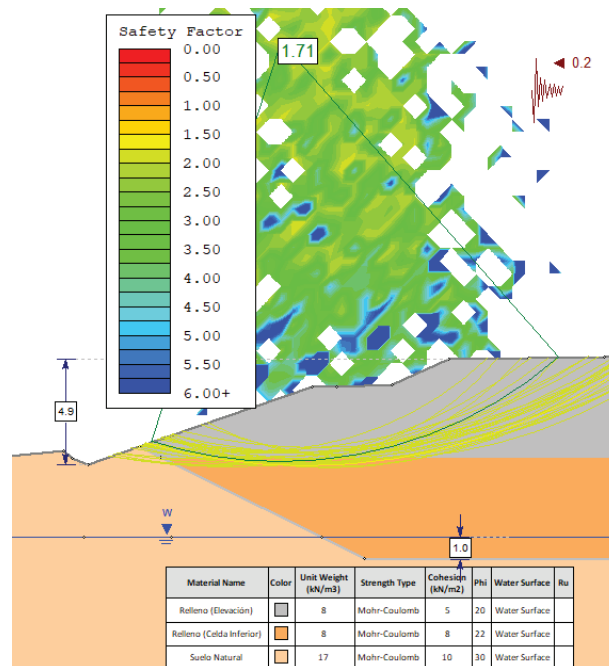 Safety Factor
0.00
0.50
1.00
1.50
2.00
2.50
3.00
3.50
4.00
4.50
5.00
5.50
6.00+
1.71
0.2
4.9
W
1.0
Material Name Color Unit Weight (kN/m3) Strength Type Cohesion (kN/m2) Phi Water Surface Ru
Relleno (Elevación) 8 Mohr-Coulomb 5 20 Water Surface
Relleno (Celda Inferior) 8 Mohr-Coulomb 8 22 Water Surface
Suelo Natural 17 Mohr-Coulomb 10 30 Water Surface